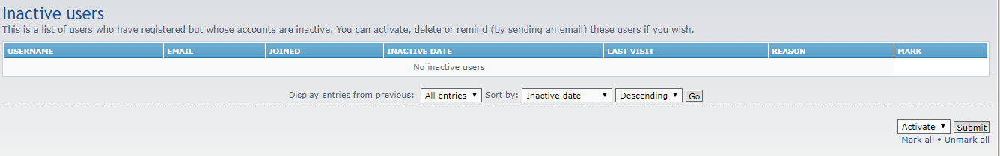 Inactive users
This is a list of users who have registered but whose accounts are inactive. You can activate, delete or remind (by sending an email) these users if you wish.
USERNAME EMAIL JOINED INACTIVE DATE LAST VISIT REASON MARK
No inactive users
Display entries from previous: All entries Sort by: Inactive date Descending Go
Activate Submit
Mark all • Unmark all